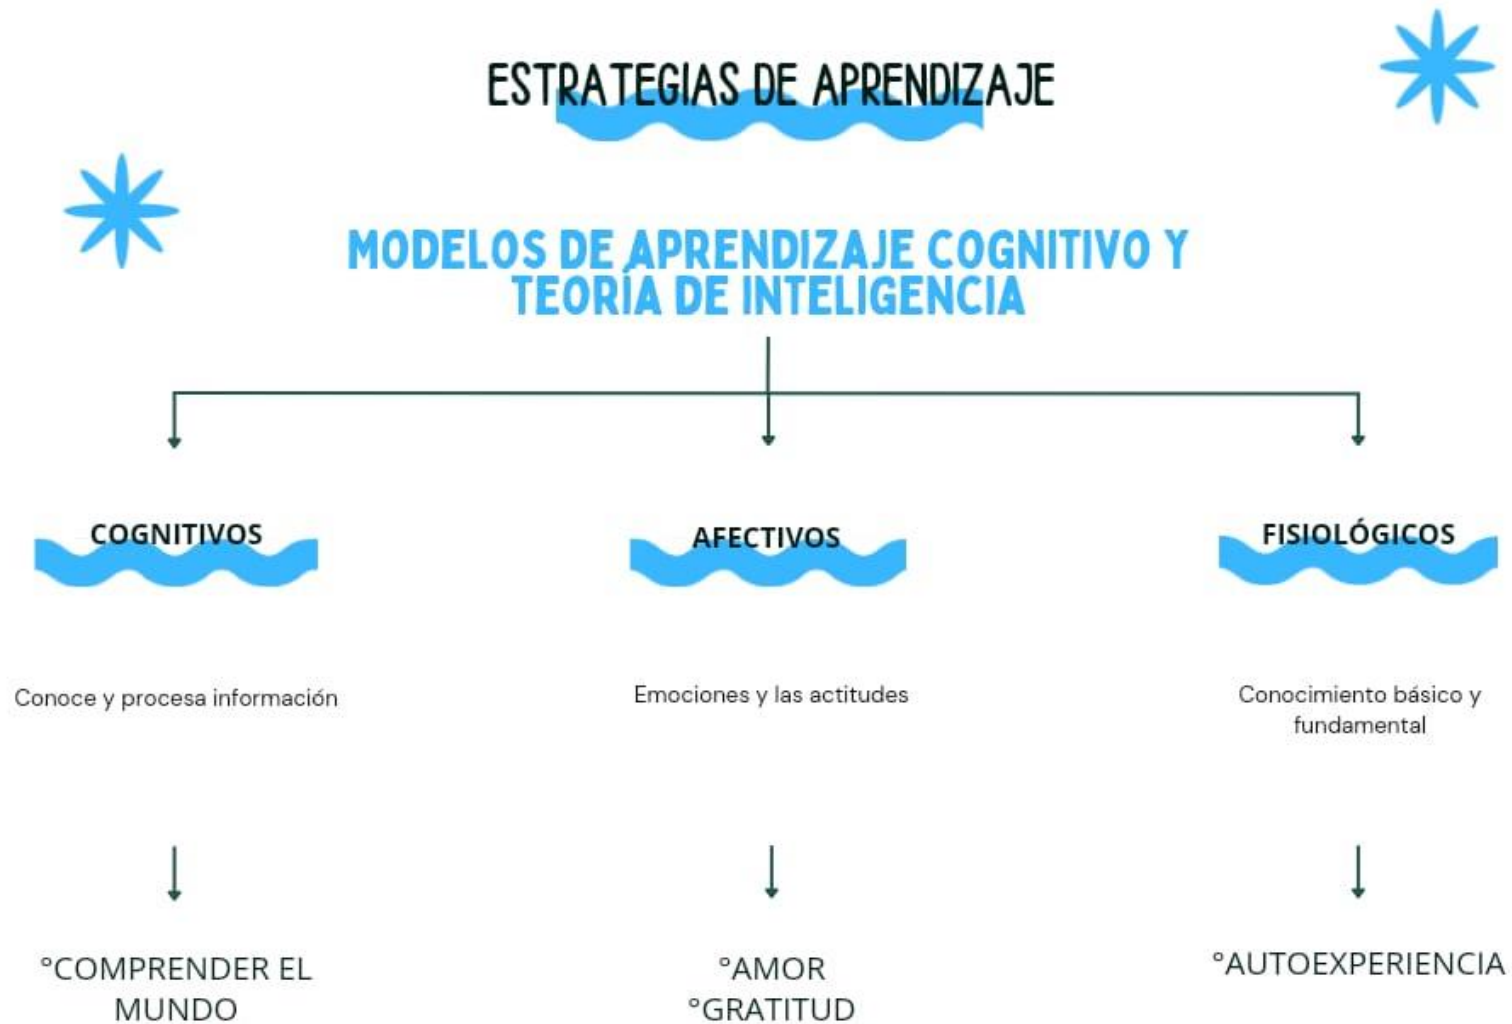 ESTRATEGIAS DE APRENDIZAJE
MODELOS DE APRENDIZAJE COGNITIVO Y
TEORÍA DE INTELIGENCIA
COGNITIVOS
AFECTIVOS
FISIOLÓGICOS
Conoce y procesa información
Emociones y las actitudes
Conocimiento básico y
fundamental
°COMPRENDER EL
MUNDO
°AMOR
°GRATITUD
°AUTOEXPERIENCIA